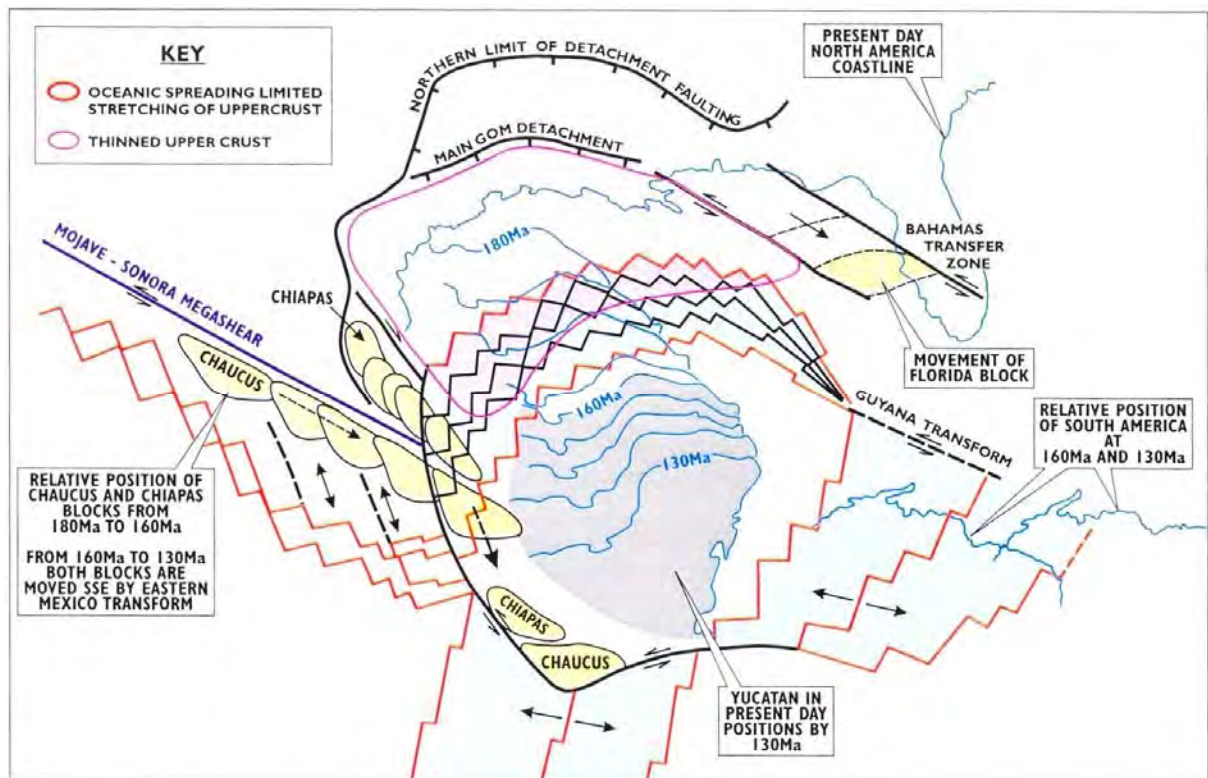 KEY
OCEANIC SPREADING LIMITED
STRETCHING OF UPPERCRUST
THINNED UPPER CRUST
NORTHERN LIMIT OF DETACHMENT FAULTING
MAIN GOM DETACHMENT
PRESENT DAY
NORTH AMERICA
COASTLINE
BAHAMAS
TRANSFER
ZONE
MOJAVE - SONORA MEGASHEAR
180Ma
CHIAPAS
CHAUCUS
MOVEMENT OF
FLORIDA BLOCK
GUYANA TRANSFORM
160Ma
130Ma
RELATIVE POSITION
OF SOUTH AMERICA
AT
160Ma AND 130Ma
RELATIVE POSITION OF
CHAUCUS AND CHIAPAS
BLOCKS FROM
180Ma TO 160Ma
FROM 160Ma TO 130Ma
BOTH BLOCKS ARE
MOVED SSE BY EASTERN
MEXICO TRANSFORM
CHIAPAS
CHAUCUS
YUCATAN IN
PRESENT DAY
POSITIONS BY
130Ma